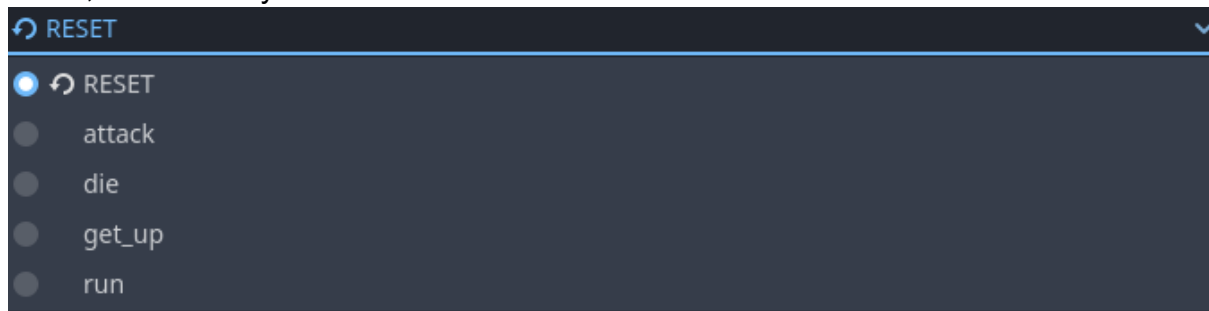 RESET
RESET
attack
die
get_up
run